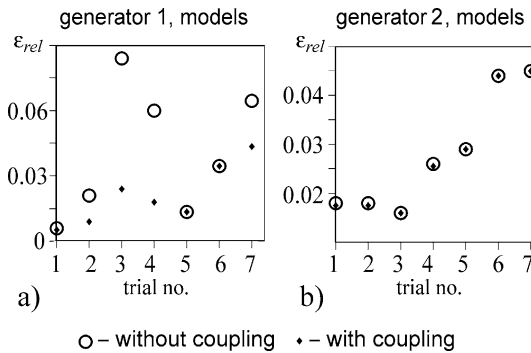 generator 1, models
generator 2, models
ε_rel
0.06
0.03
0
1 2 3 4 5 6 7
trial no.
a)
ε_rel
0.04
0.03
0.02
1 2 3 4 5 6 7
trial no.
b)
– without coupling
– with coupling